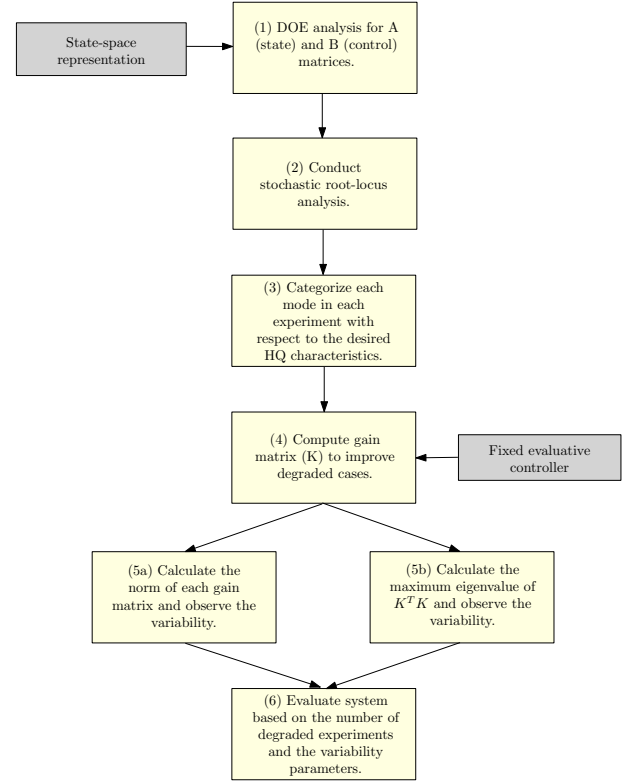 (1) DOE analysis for A
(state) and B (control)
matrices.
State-space
representation
(2) Conduct
stochastic root-locus
analysis.
(3) Categorize each
mode in each
experiment with
respect to the desired
HQ characteristics.
(4) Compute gain
matrix (K) to improve
degraded cases.
Fixed evaluative
controller
(5a) Calculate the
norm of each gain
matrix and observe the
variability.
(5b) Calculate the
maximum eigenvalue of
K^T K and observe the
variability.
(6) Evaluate system
based on the number of
degraded experiments
and the variability
parameters.